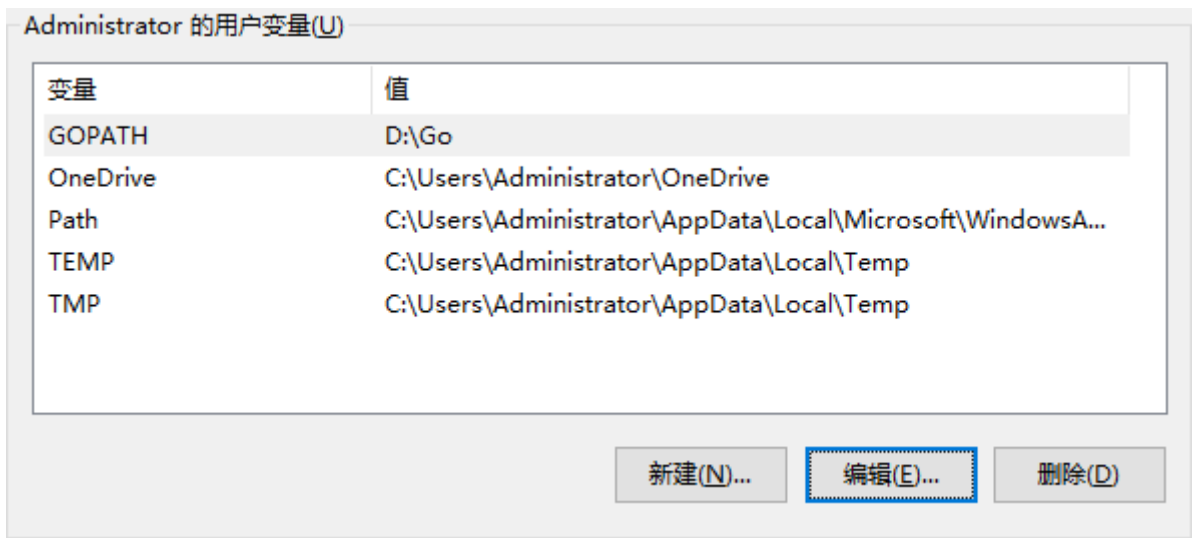 Administrator 的用户变量(U)
变量 值
GOPATH D:\Go
OneDrive C:\Users\Administrator\OneDrive
Path C:\Users\Administrator\AppData\Local\Microsoft\WindowsA...
TEMP C:\Users\Administrator\AppData\Local\Temp
TMP C:\Users\Administrator\AppData\Local\Temp
新建(N)... 编辑(E)... 删除(D)